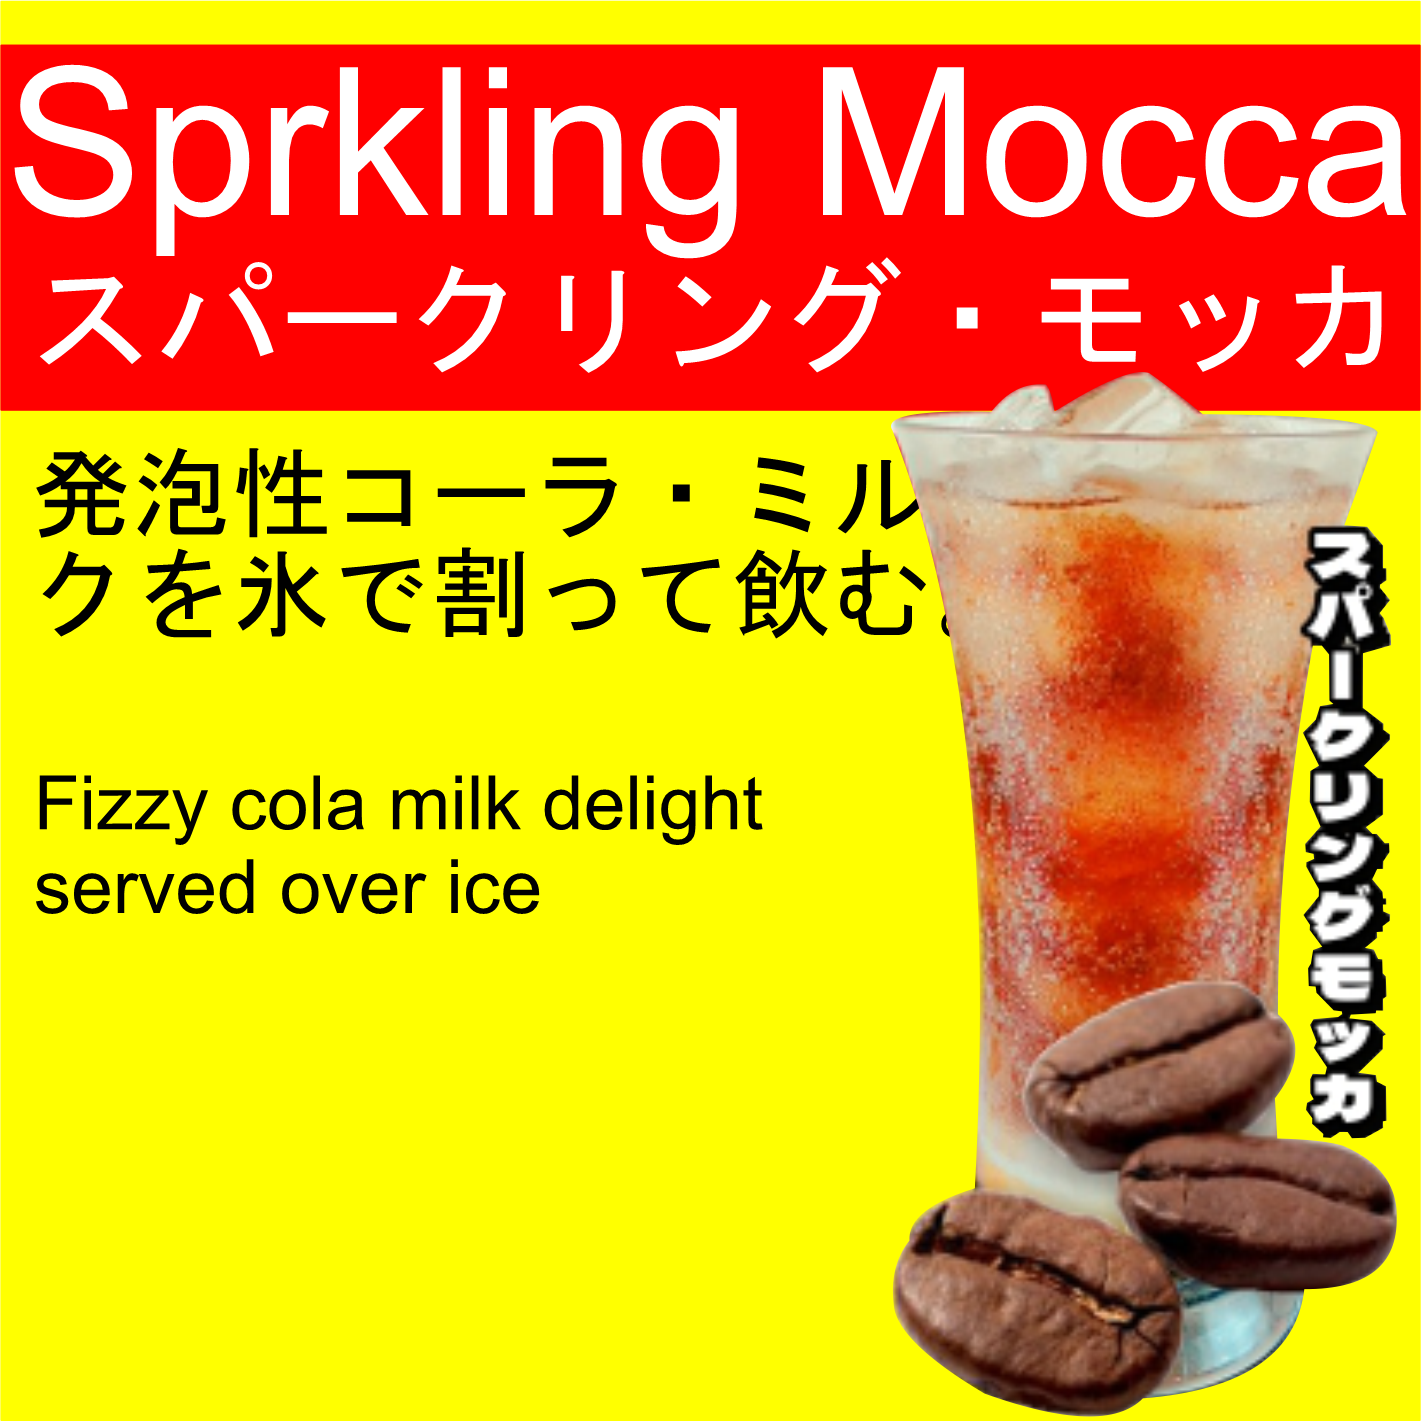 Sprkling Mocca
スパークリング・モッカ
発泡性コーラ・ミル
クを氷で割って飲む。
Fizzy cola milk delight
served over ice
スパークリングモッカ